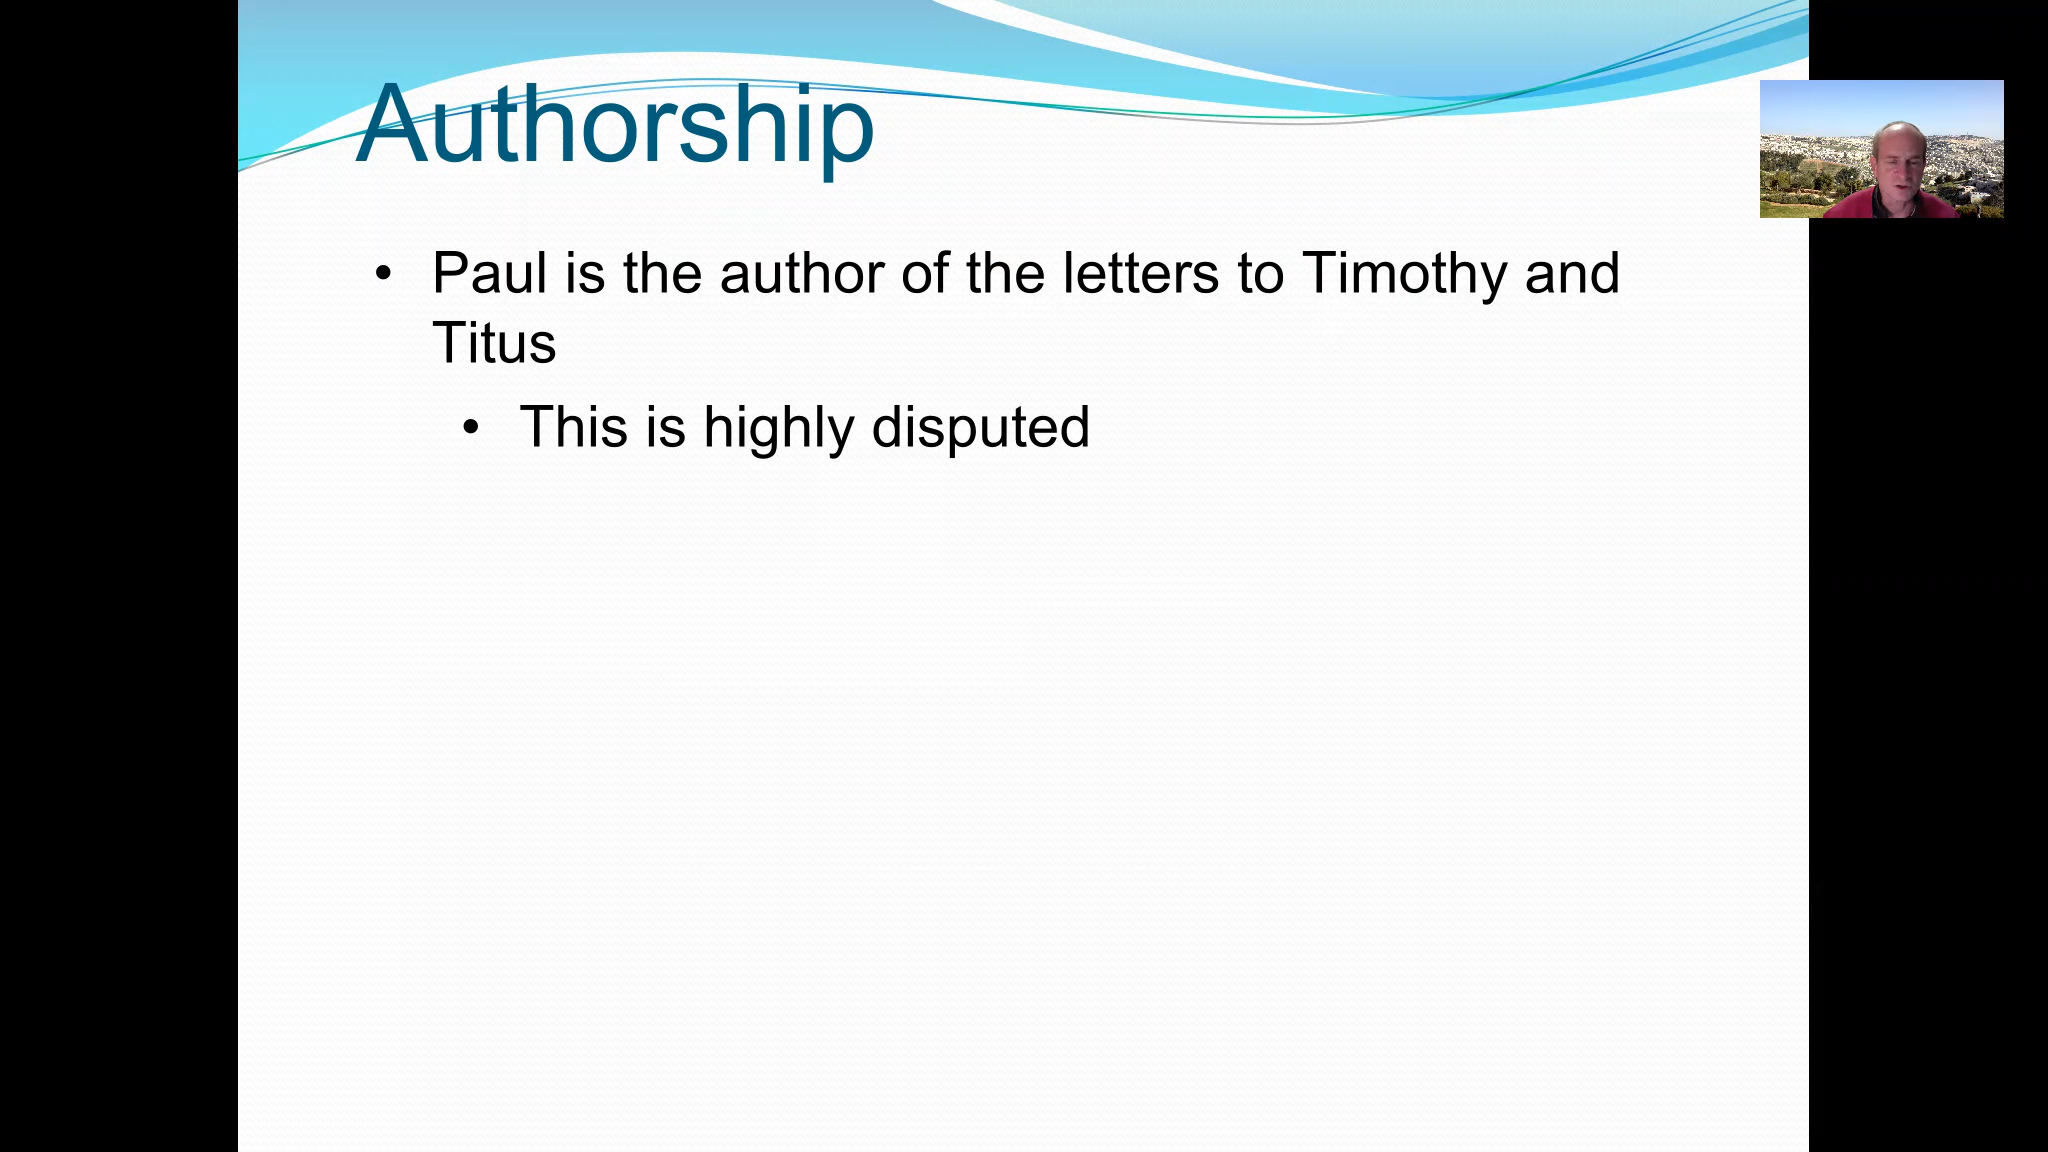 Authorship
• Paul is the author of the letters to Timothy and
Titus
• This is highly disputed